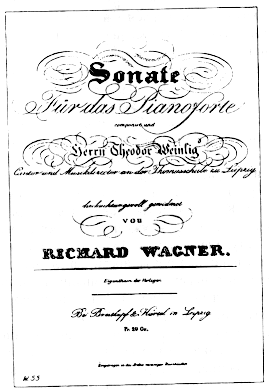 Sonate
Für das Pianoforte
componirt und
Herrn Theodor Weinlig
Cantor und Musikdirector an der Thomasschule zu Leipzig
hochachtungsvoll gewidmet
VON
RICHARD WAGNER.
Eigenthum der Verleger.
Bei Breitkopf & Härtel in Leipzig
Pr. 20 Gr.